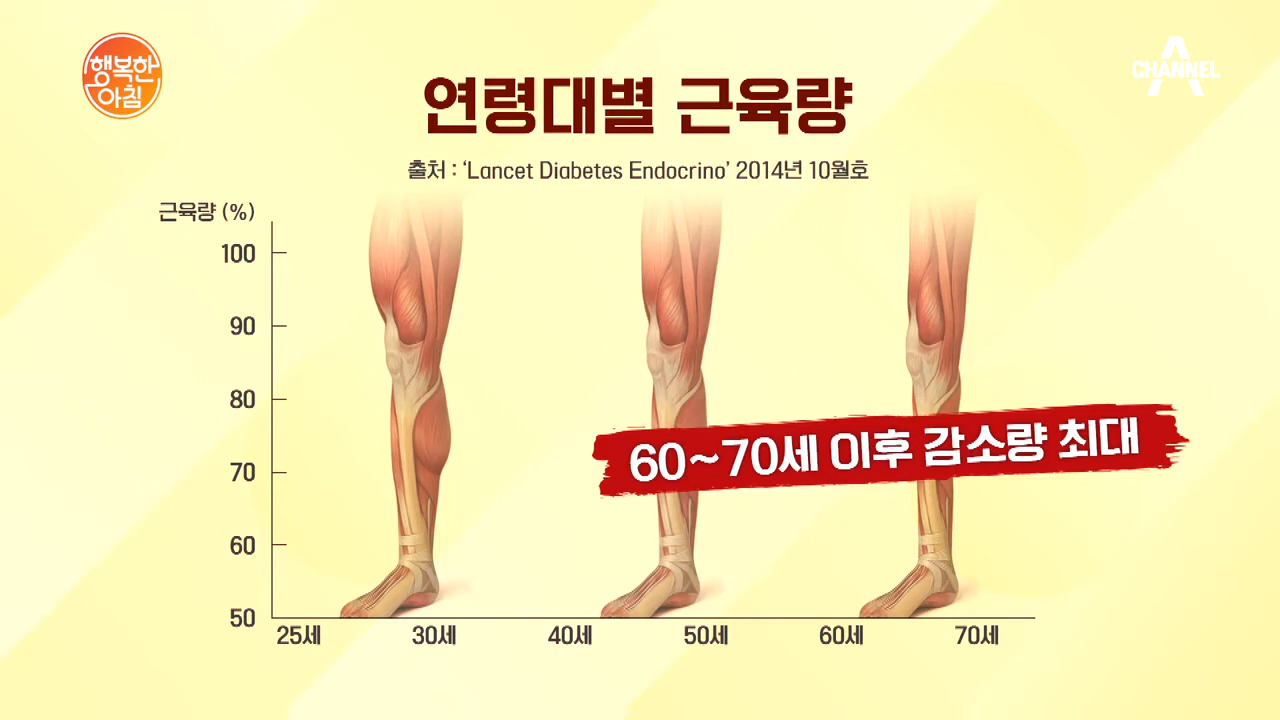 행복한
아침
CHANNEL A
연령대별 근육량
출처 : ‘Lancet Diabetes Endocrino’ 2014년 10월호
근육량 (%)
100
90
80
70
60
50
60~70세 이후 감소량 최대
25세 30세 40세 50세 60세 70세